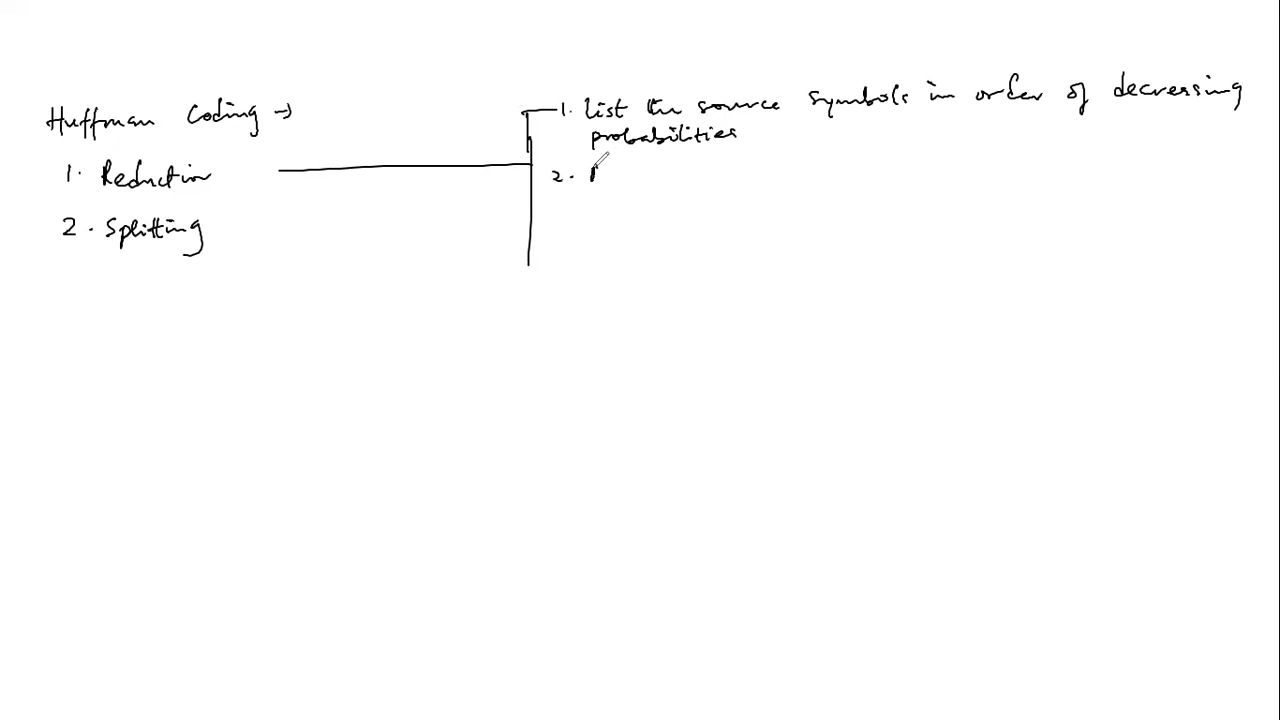 Huffman Coding →
1. Reduction
2. Splitting
1. List the source symbols in order of decreasing
probabilities
2.